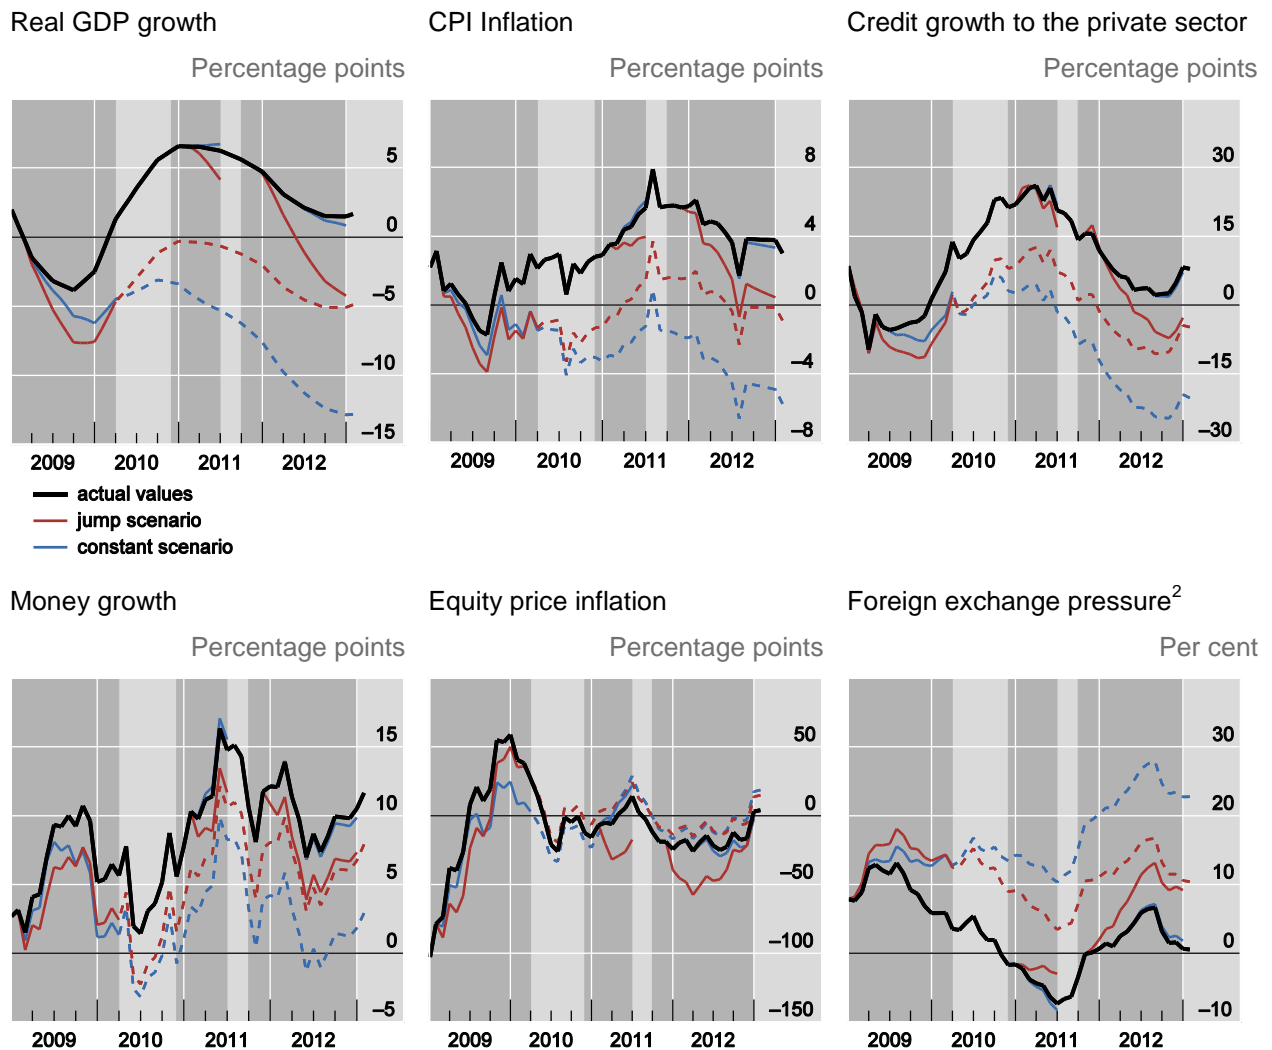 Real GDP growth
CPI Inflation
Credit growth to the private sector
Percentage points
Percentage points
Percentage points
5
0
–5
–10
–15
2009 2010 2011 2012
8
4
0
–4
–8
2009 2010 2011 2012
30
15
0
–15
–30
2009 2010 2011 2012
actual values
jump scenario
constant scenario
Money growth
Equity price inflation
Foreign exchange pressure²
Percentage points
Percentage points
Per cent
15
10
5
0
–5
2009 2010 2011 2012
50
0
–50
–100
–150
2009 2010 2011 2012
30
20
10
0
–10
2009 2010 2011 2012